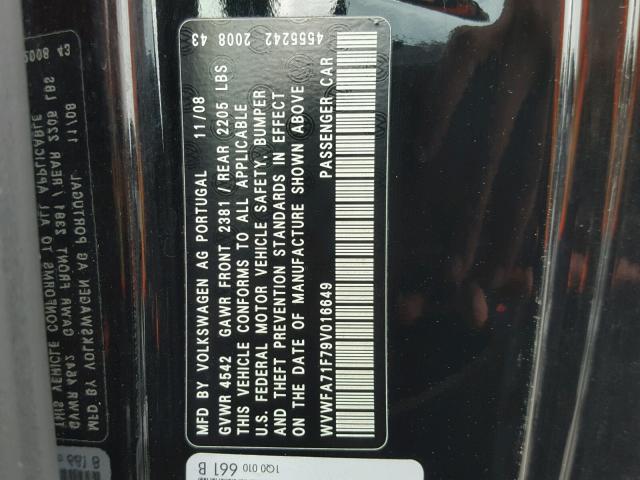 4555242 2008 43
MFD BY VOLKSWAGEN AG PORTUGAL 11/08
GVWR 4642 GAWR FRONT 2381 /REAR 2205 LBS
THIS VEHICLE CONFORMS TO ALL APPLICABLE
U.S. FEDERAL MOTOR VEHICLE SAFETY, BUMPER
AND THEFT PREVENTION STANDARDS IN EFFECT
ON THE DATE OF MANUFACTURE SHOWN ABOVE
WVWFA71F79V016649 PASSENGER CAR
1Q0 010 661 B